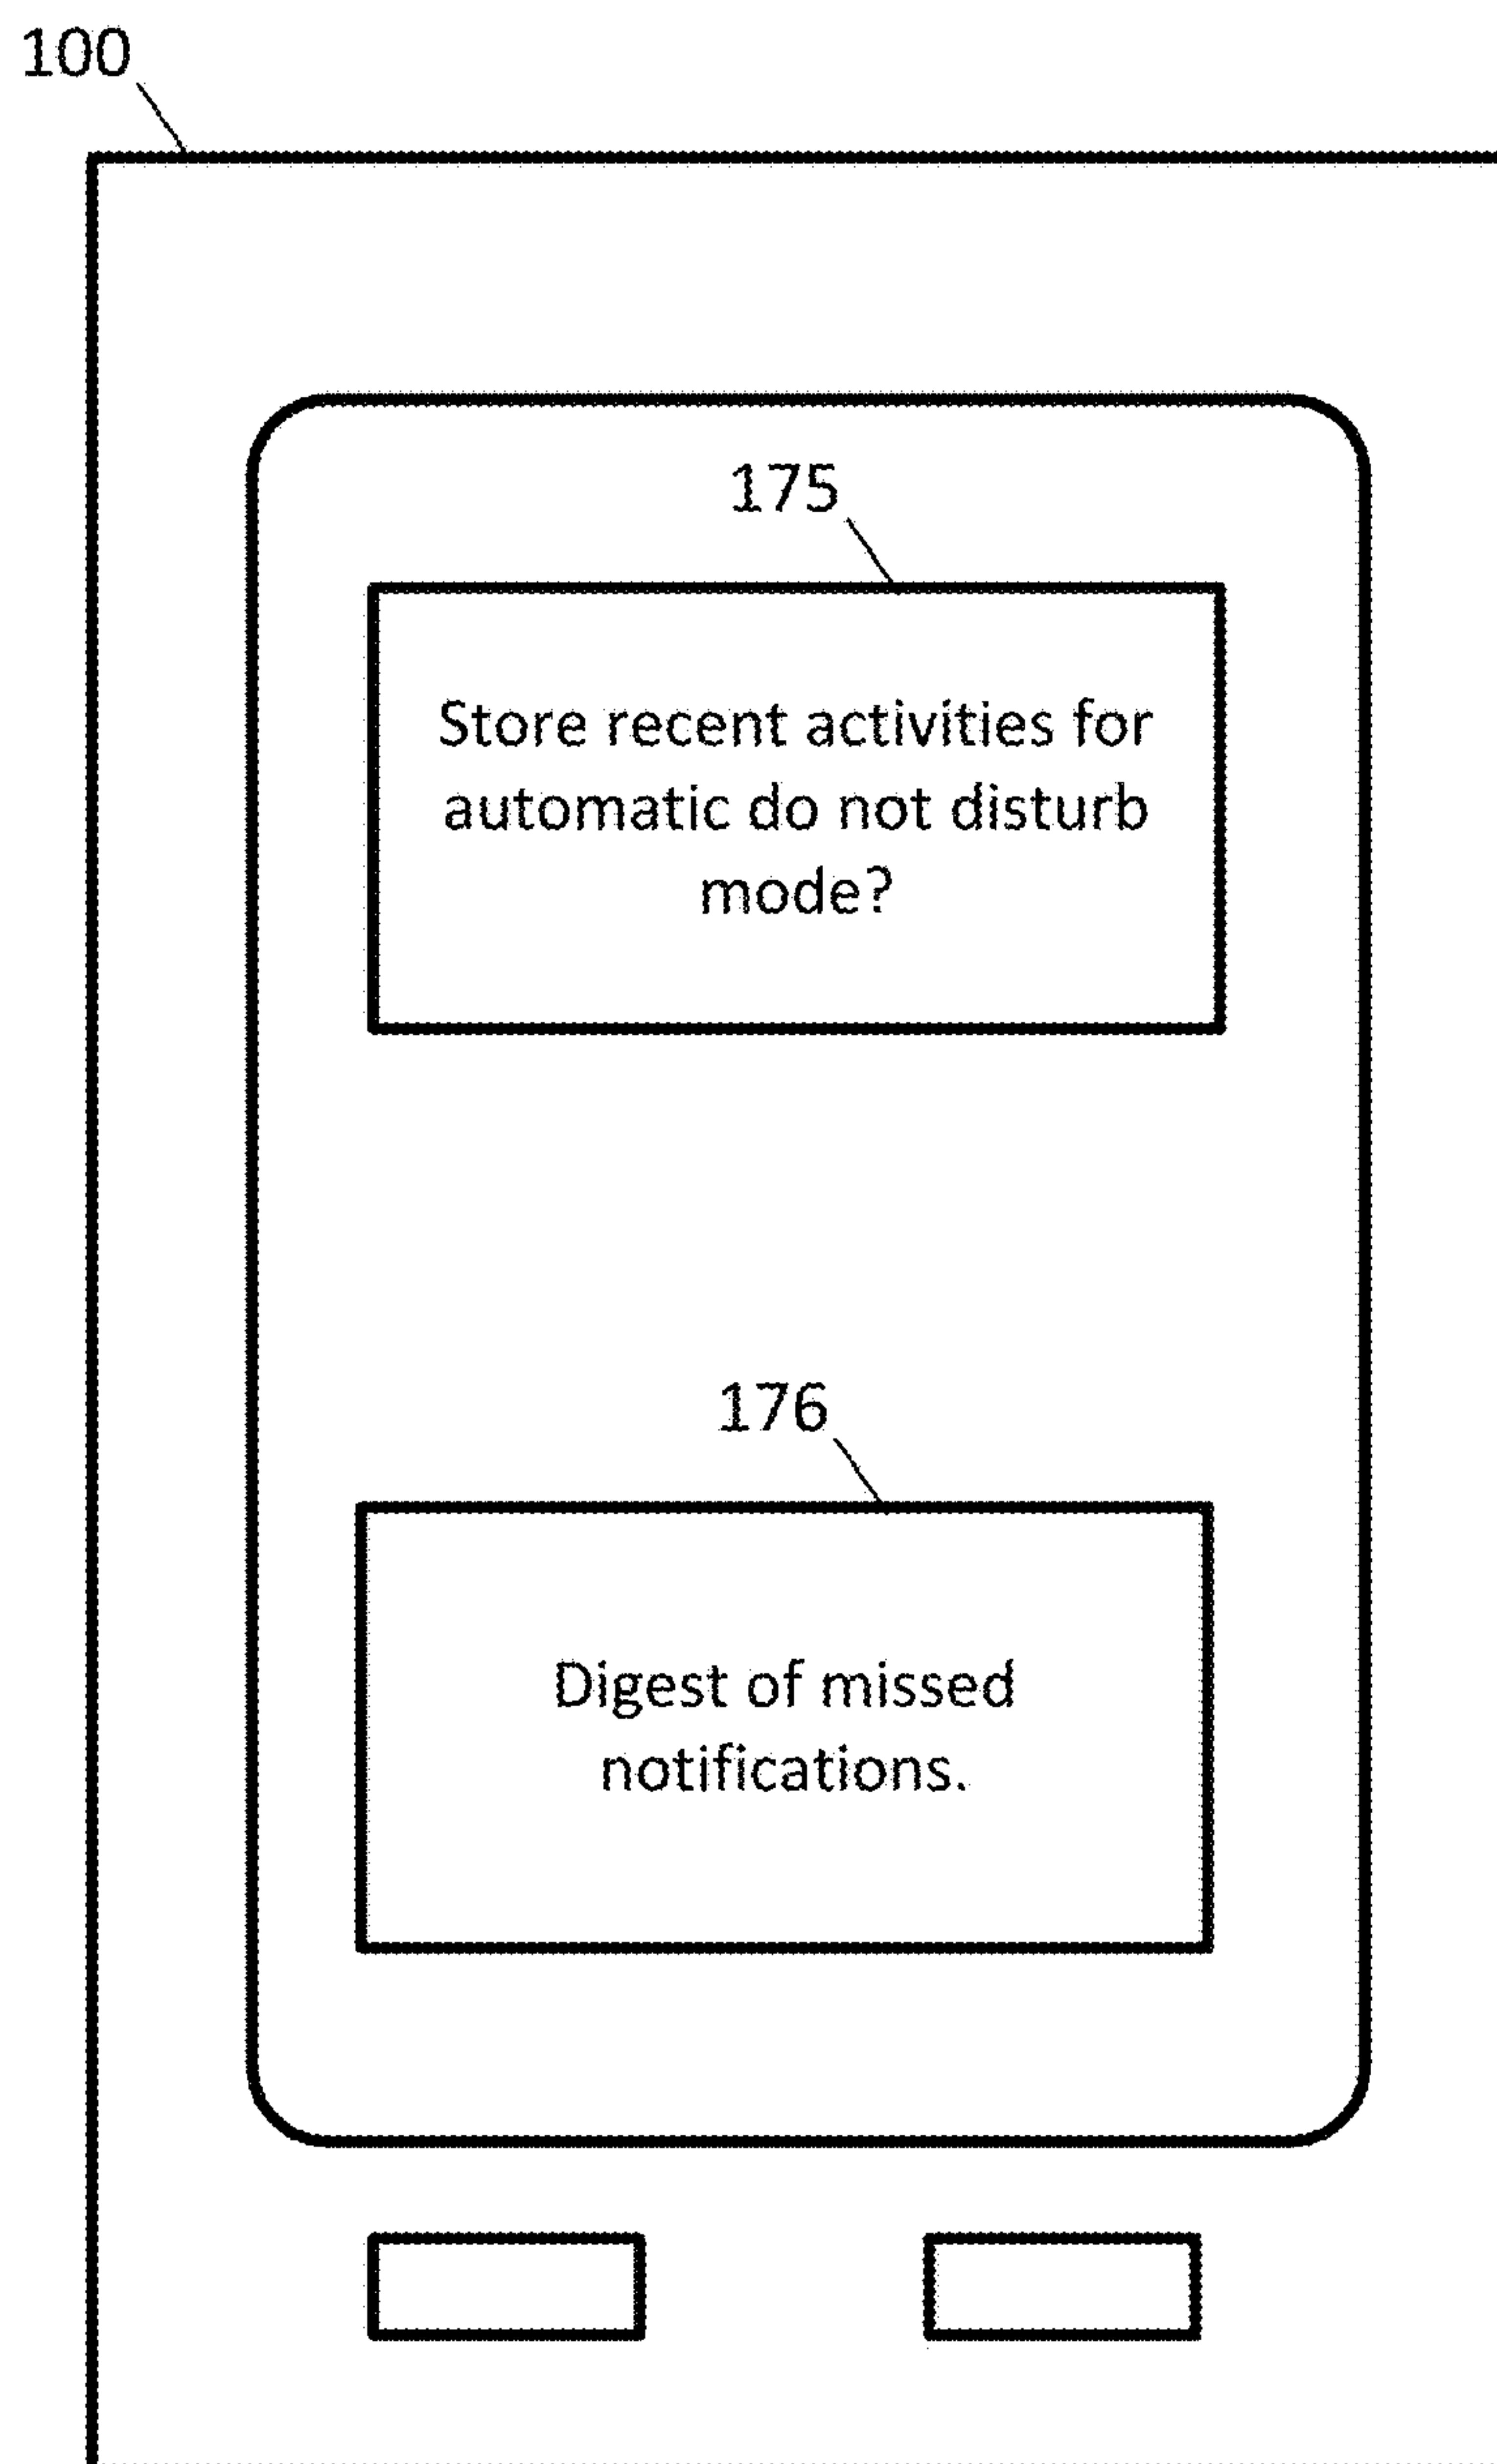 100
175
Store recent activities for
automatic do not disturb
mode?
176
Digest of missed
notifications.